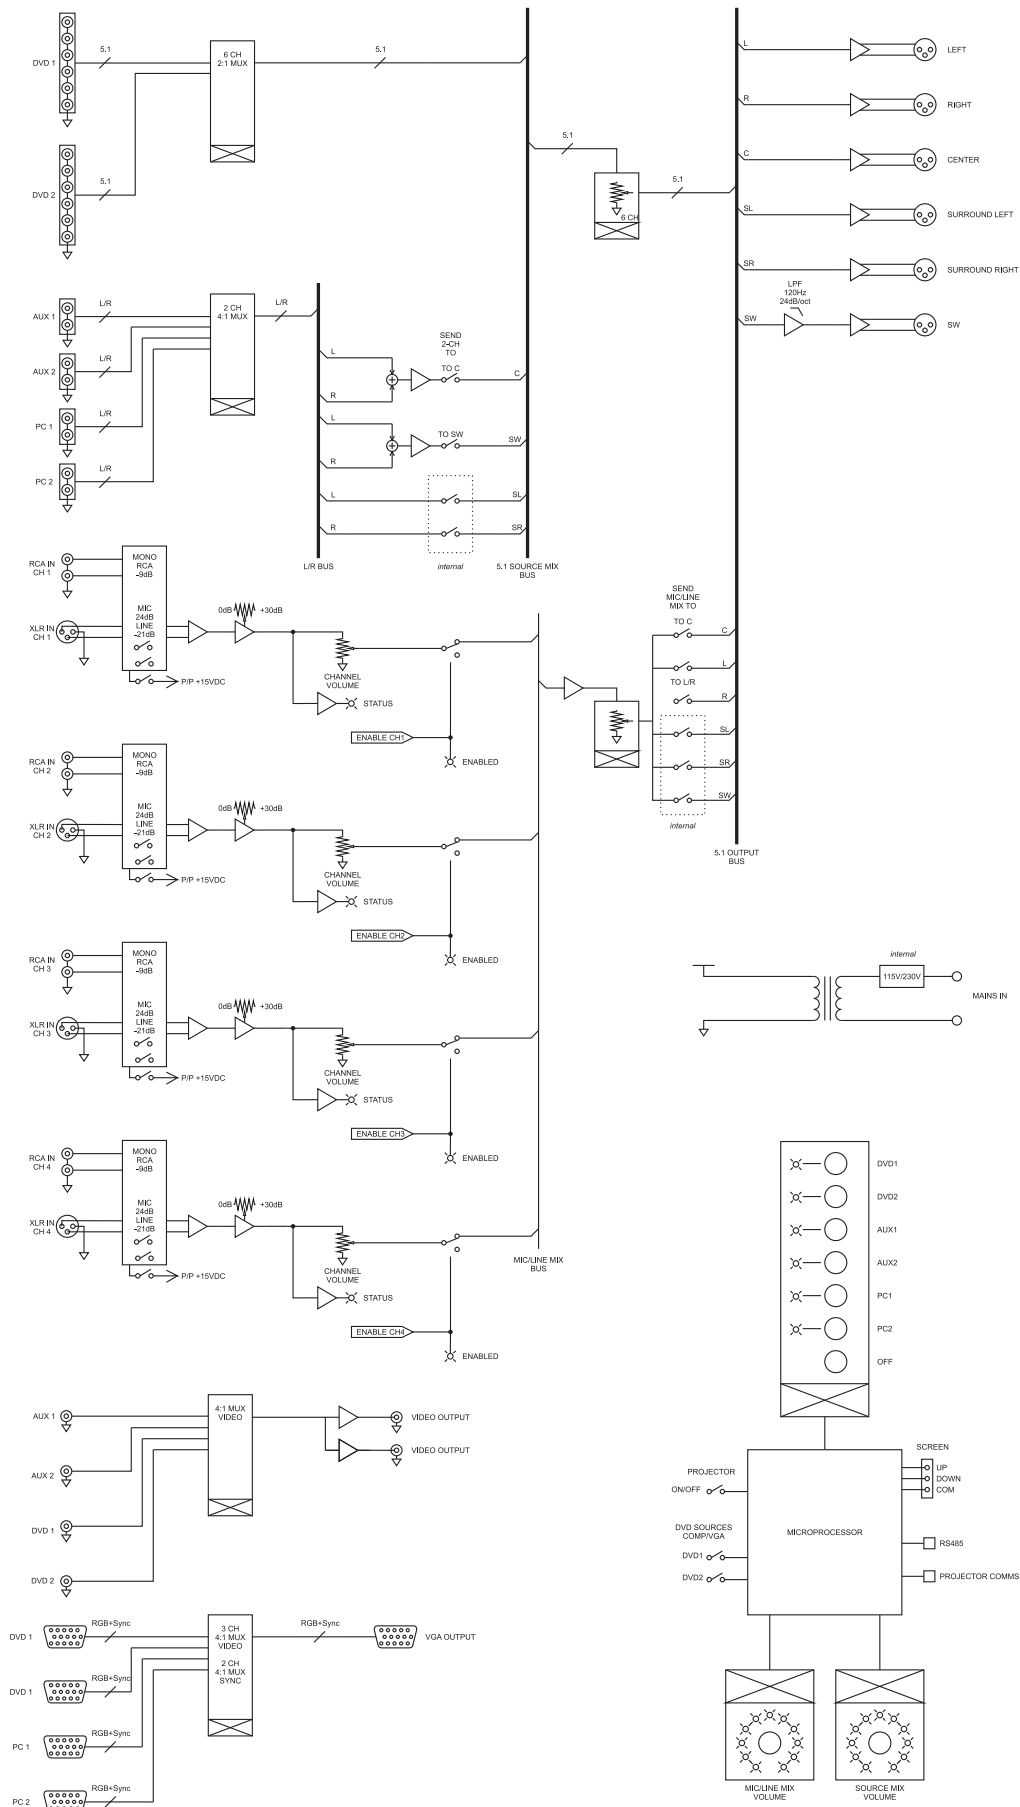 DVD 1
5.1
6 CH
2:1 MUX
5.1
DVD 2
5.1
5.1
6 CH
5.1
L
LEFT
R
RIGHT
C
CENTER
SL
SURROUND LEFT
SR
SURROUND RIGHT
LPF
120Hz
24dB/oct
SW
SW
AUX 1
L/R
2 CH
4:1 MUX
L/R
AUX 2
L/R
PC 1
L/R
PC 2
L/R
SEND
2-CH
TO
L
TO C
C
R
L
TO SW
SW
R
L
SL
R
SR
L/R BUS
internal
5.1 SOURCE MIX
BUS
RCA IN
CH 1
MONO
RCA
-9dB
XLR IN
CH 1
MIC
24dB
LINE
-21dB
P/P +15VDC
0dB
+30dB
CHANNEL
VOLUME
STATUS
ENABLE CH1
ENABLED
SEND
MIC/LINE
MIX TO
TO C
C
L
TO L/R
R
SL
SR
SW
internal
5.1 OUTPUT
BUS
RCA IN
CH 2
MONO
RCA
-9dB
XLR IN
CH 2
MIC
24dB
LINE
-21dB
P/P +15VDC
0dB
+30dB
CHANNEL
VOLUME
STATUS
ENABLE CH2
ENABLED
RCA IN
CH 3
MONO
RCA
-9dB
XLR IN
CH 3
MIC
24dB
LINE
-21dB
P/P +15VDC
0dB
+30dB
CHANNEL
VOLUME
STATUS
ENABLE CH3
ENABLED
internal
115V/230V
MAINS IN
RCA IN
CH 4
MONO
RCA
-9dB
XLR IN
CH 4
MIC
24dB
LINE
-21dB
P/P +15VDC
0dB
+30dB
CHANNEL
VOLUME
STATUS
ENABLE CH4
ENABLED
MIC/LINE MIX
BUS
DVD1
DVD2
AUX1
AUX2
PC1
PC2
OFF
AUX 1
4:1 MUX
VIDEO
VIDEO OUTPUT
VIDEO OUTPUT
AUX 2
DVD 1
DVD 2
PROJECTOR
ON/OFF
DVD SOURCES
COMP/VGA
DVD1
DVD2
MICROPROCESSOR
SCREEN
UP
DOWN
COM
RS485
PROJECTOR COMMS
DVD 1
RGB+Sync
3 CH
4:1 MUX
VIDEO
2 CH
4:1 MUX
SYNC
RGB+Sync
VGA OUTPUT
DVD 1
RGB+Sync
PC 1
RGB+Sync
PC 2
RGB+Sync
MIC/LINE MIX
VOLUME
SOURCE MIX
VOLUME